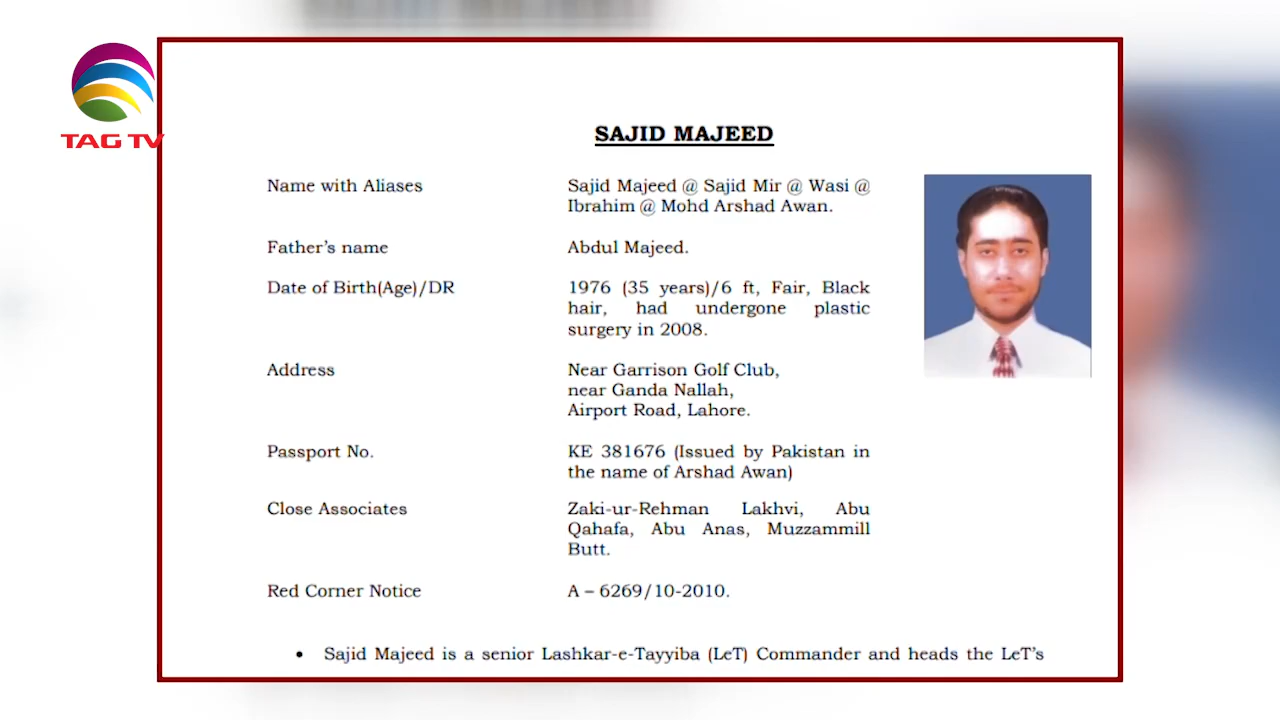 TAG TV
SAJID MAJEED
Name with Aliases
Sajid Majeed @ Sajid Mir @ Wasi @
Ibrahim @ Mohd Arshad Awan.
Father's name
Abdul Majeed.
Date of Birth(Age)/DR
1976 (35 years)/6 ft, Fair, Black
hair, had undergone plastic
surgery in 2008.
Address
Near Garrison Golf Club,
near Ganda Nallah,
Airport Road, Lahore.
Passport No.
KE 381676 (Issued by Pakistan in
the name of Arshad Awan)
Close Associates
Zaki-ur-Rehman Lakhvi, Abu
Qahafa, Abu Anas, Muzzammill
Butt.
Red Corner Notice
A – 6269/10-2010.
• Sajid Majeed is a senior Lashkar-e-Tayyiba (LeT) Commander and heads the LeT's